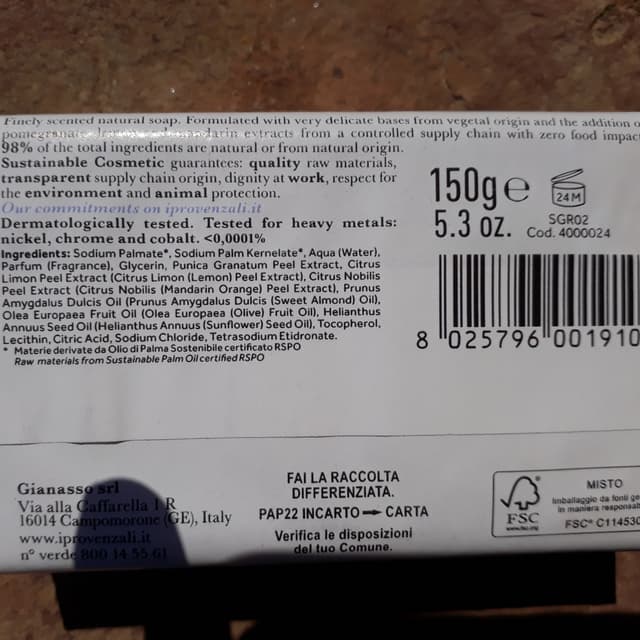 Finely scented natural soap. Formulated with very delicate bases from vegetal origin and the addition o
mandarin extracts from a controlled supply chain with zero food impac
98% of the total ingredients are natural or from natural origin.
Sustainable Cosmetic guarantees: quality raw materials,
transparent supply chain origin, dignity at work, respect for
the environment and animal protection.
Our commitments on iprovenzali.it
Dermatologically tested. Tested for heavy metals:
nickel, chrome and cobalt. <0,0001%
Ingredients: Sodium Palmate*, Sodium Palm Kernelate*, Aqua (Water),
Parfum (Fragrance), Glycerin, Punica Granatum Peel Extract, Citrus
Limon Peel Extract (Citrus Limon (Lemon) Peel Extract), Citrus Nobilis
Peel Extract (Citrus Nobilis (Mandarin Orange) Peel Extract), Prunus
Amygdalus Dulcis Oil (Prunus Amygdalus Dulcis (Sweet Almond) Oil),
Olea Europaea Fruit Oil (Olea Europaea (Olive) Fruit Oil), Helianthus
Annuus Seed Oil (Helianthus Annuus (Sunflower) Seed Oil), Tocopherol,
Lecithin, Citric Acid, Sodium Chloride, Tetrasodium Etidronate.
* Materie derivate da Olio di Palma Sostenibile certificato RSPO
Raw materials from Sustainable Palm Oil certified RSPO
150g e
5.3 oz.
24M
SGR02
Cod. 4000024
8 025796 001910
Gianasso srl
Via alla Caffarella 1 R
16014 Campomorone (GE), Italy
www.iprovenzali.it
n° verde 800 14 55 61
FAI LA RACCOLTA
DIFFERENZIATA.
PAP22 INCARTO → CARTA
Verifica le disposizioni
del tuo Comune.
FSC
www.fsc.org
MISTO
Imballaggio da fonti ge
in maniera responsab
FSC® C11453